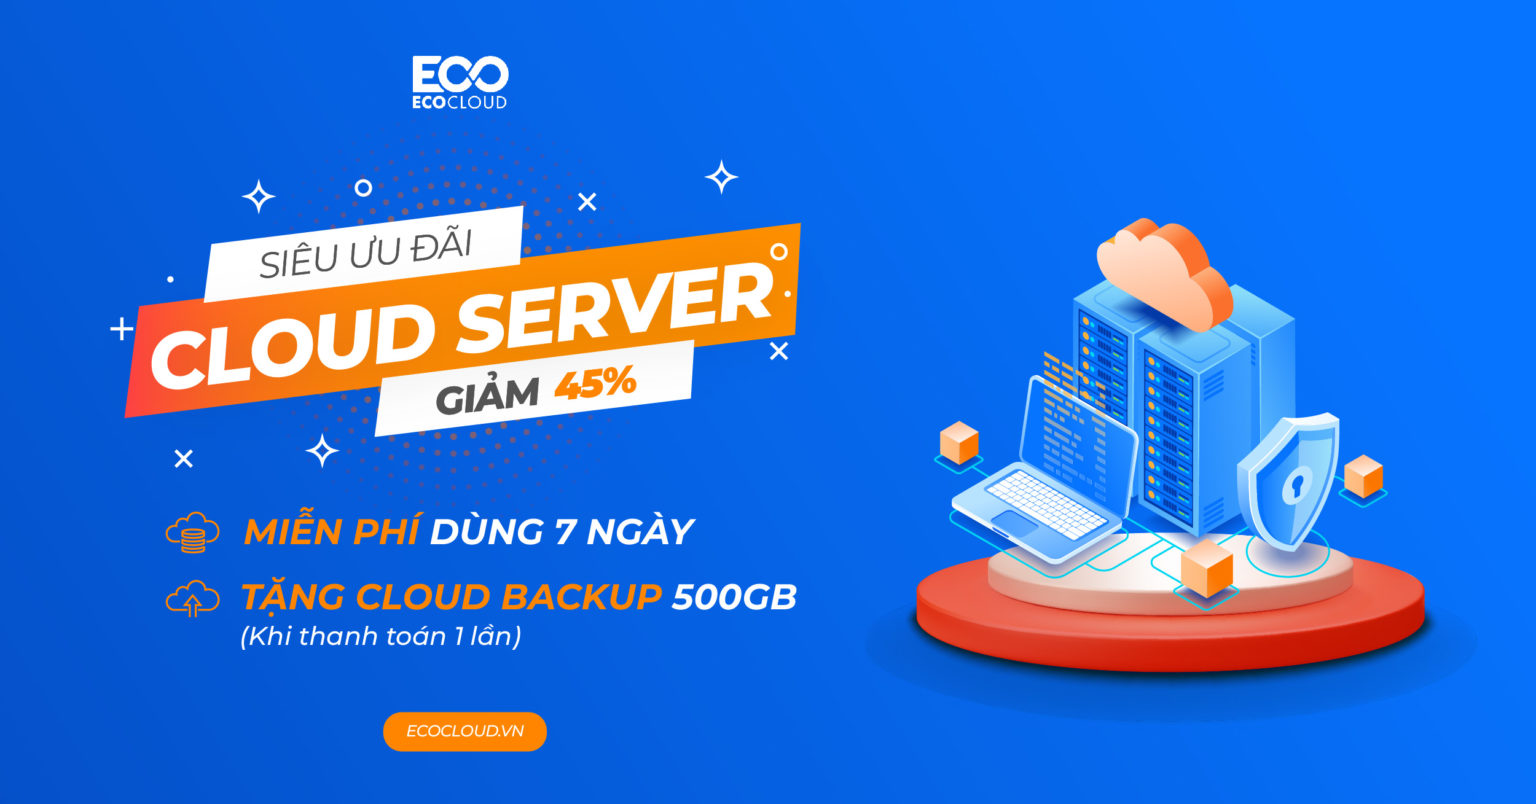 ECO
ECOCLOUD
SIÊU ƯU ĐÃI
CLOUD SERVER
GIẢM 45%
MIỄN PHÍ DÙNG 7 NGÀY
TẶNG CLOUD BACKUP 500GB
(Khi thanh toán 1 lần)
ECOCLOUD.VN